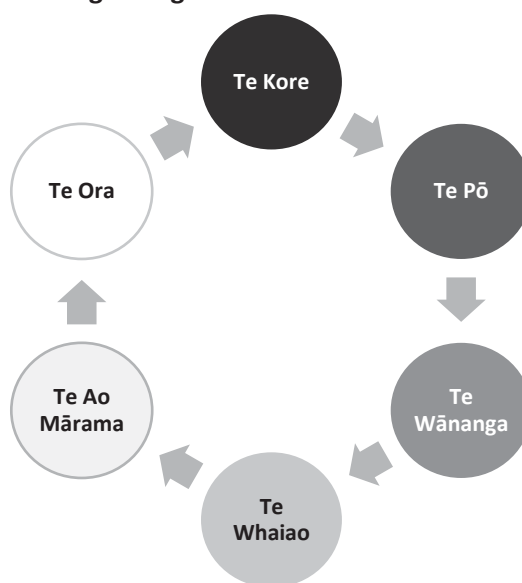 Te Kore
Te Pō
Te
Wānanga
Te
Whaiao
Te Ao
Mārama
Te Ora